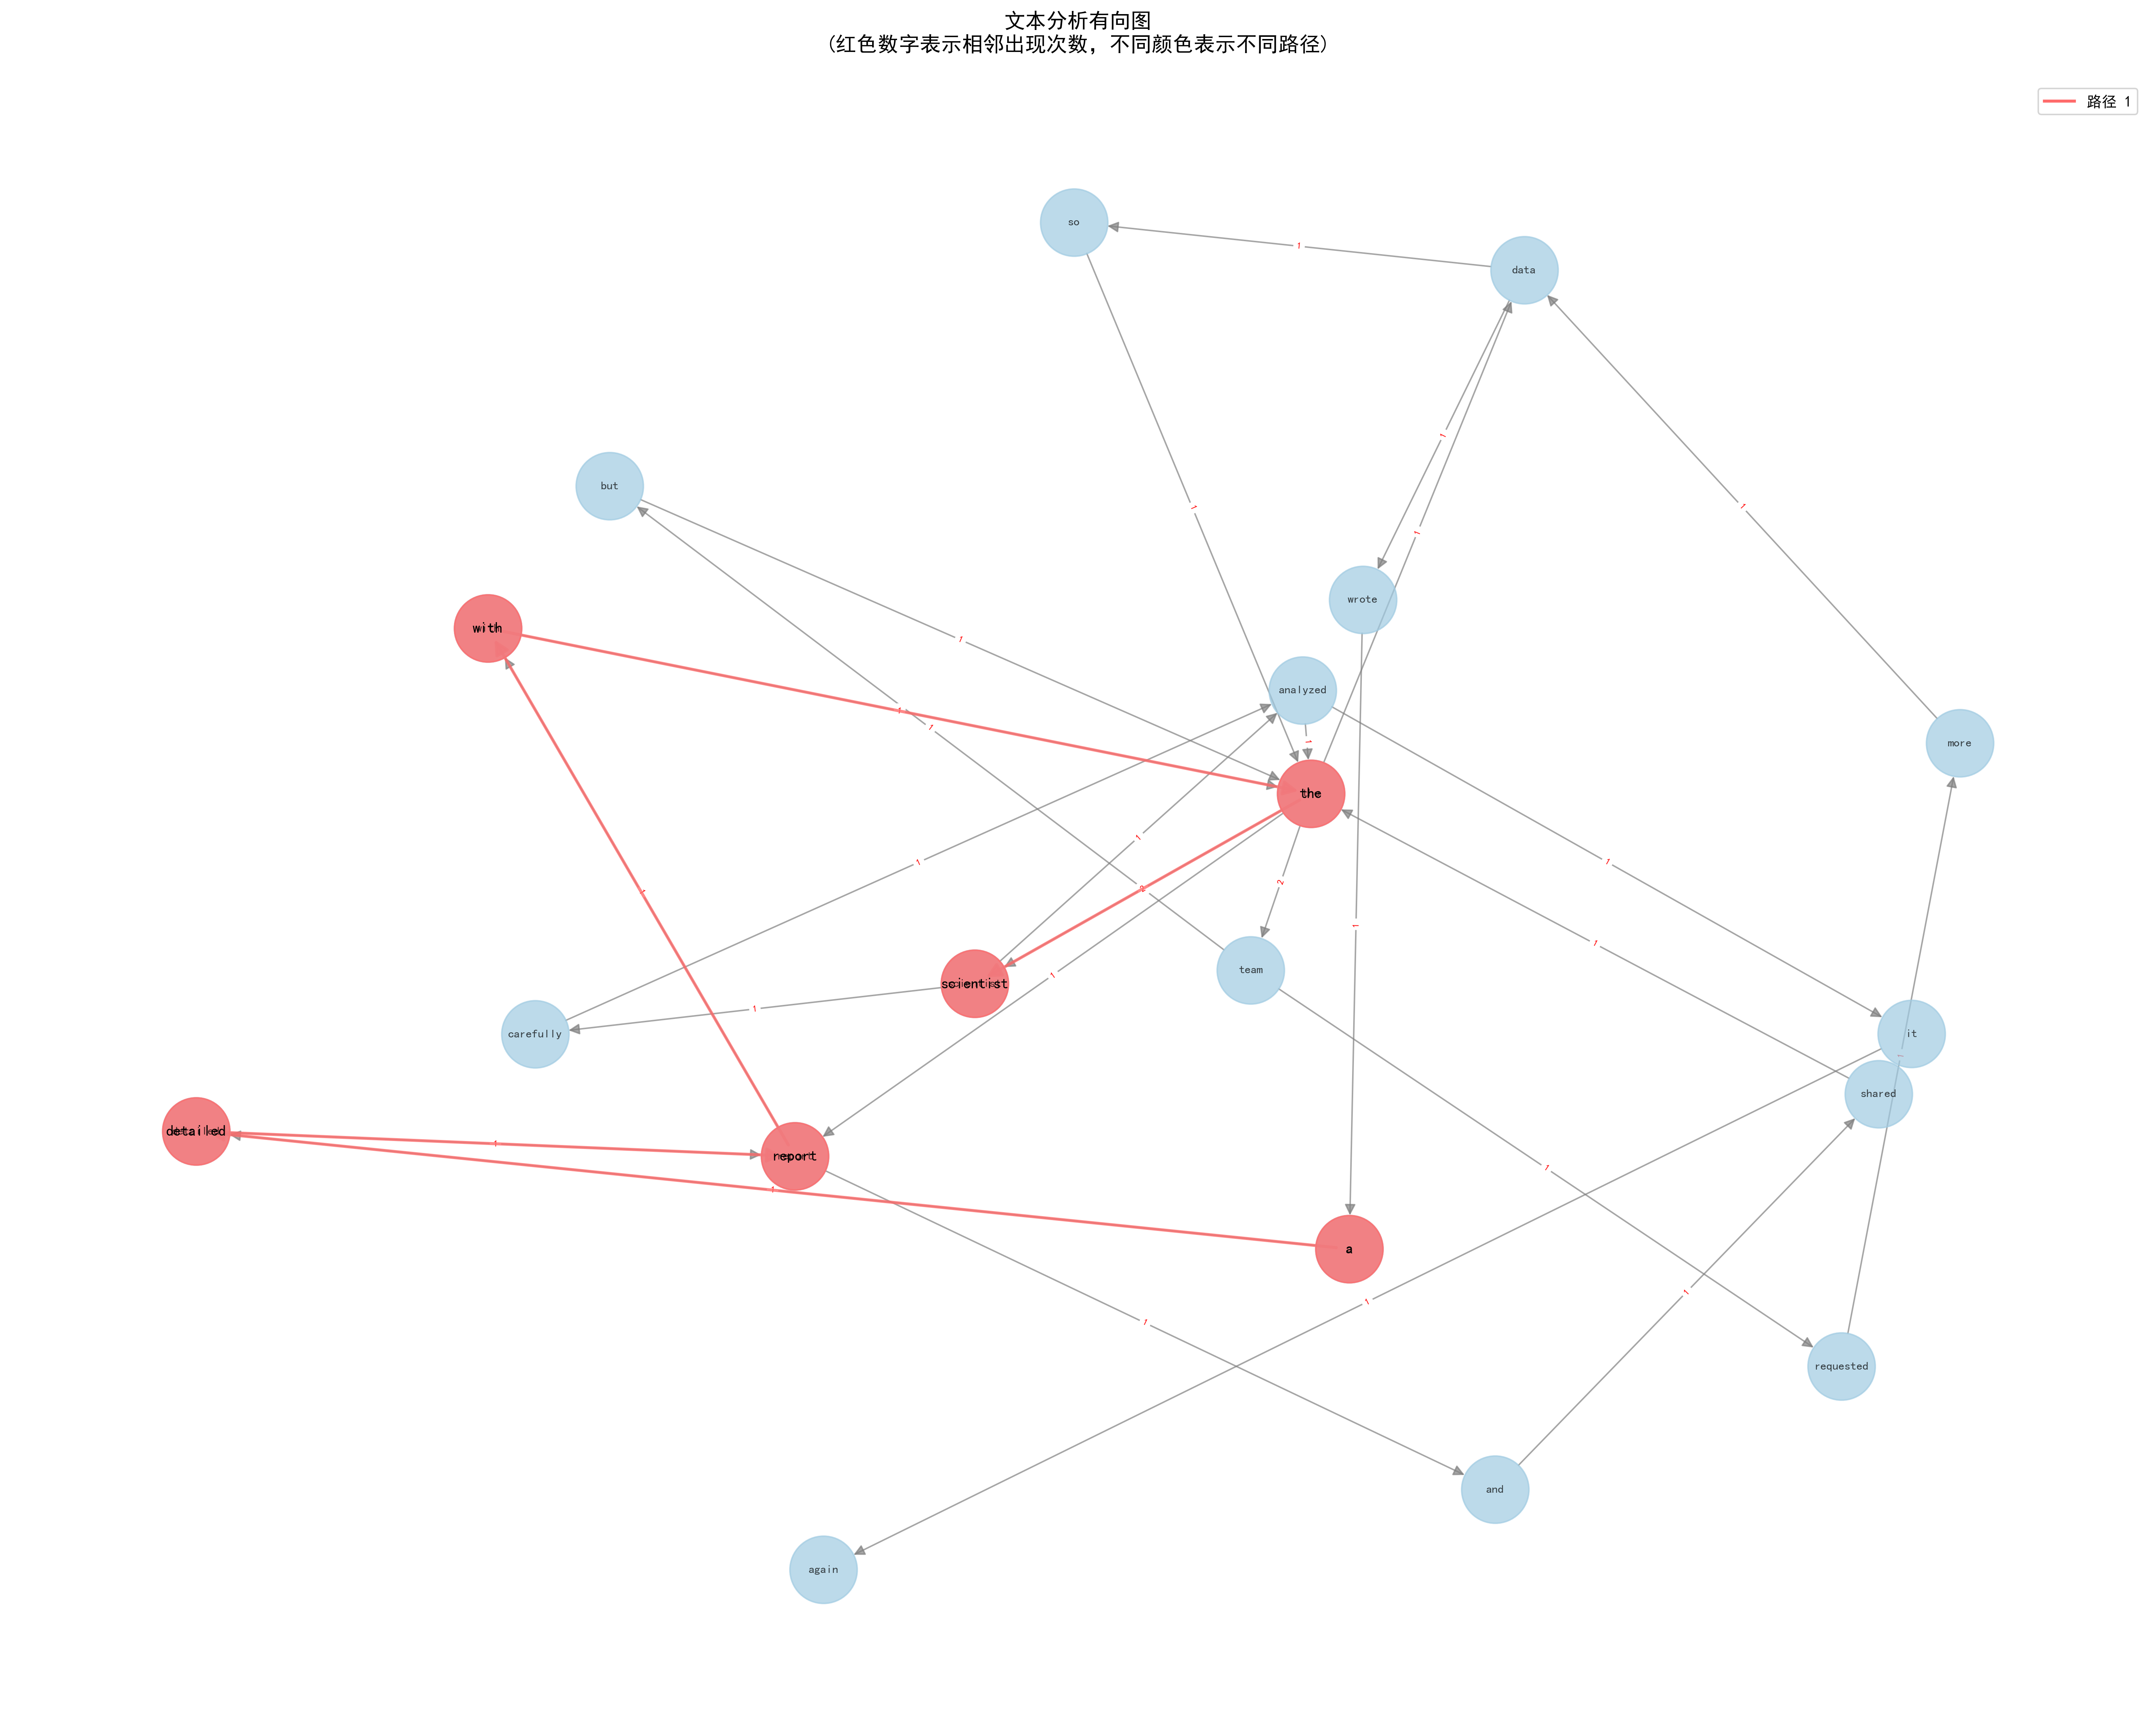 文本分析有向图
(红色数字表示相邻出现次数，不同颜色表示不同路径)
路径 1
so
1
data
but
1
1
1
1
wrote
with
1
analyzed
1
1
1
more
the
1
1
1
2
2
1
1
1
team
scientist
1
1
carefully
it
1
shared
detailed
1
report
1
1
a
1
1
1
requested
and
again